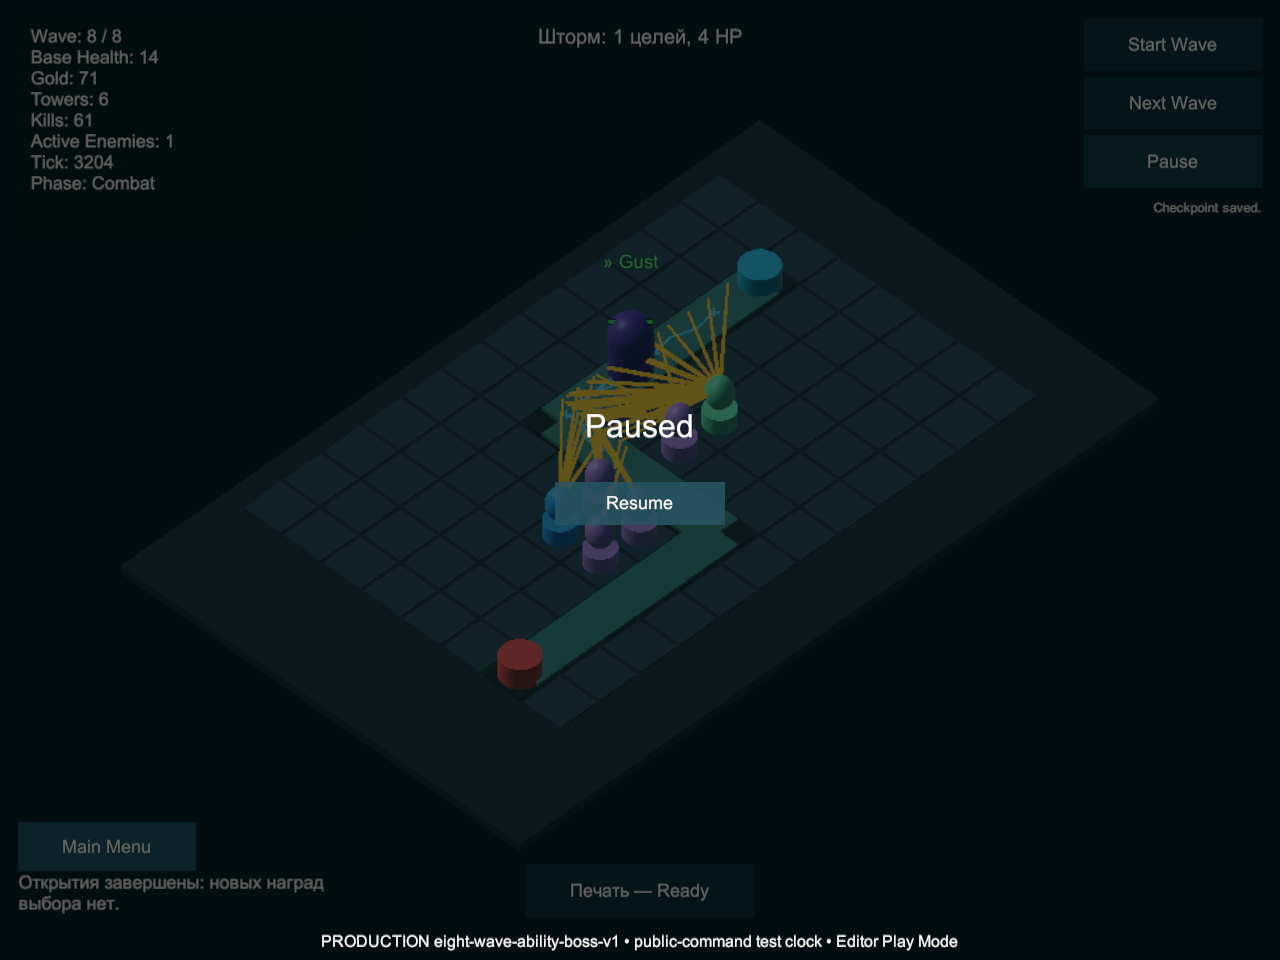 Wave: 8 / 8
Base Health: 14
Gold: 71
Towers: 6
Kills: 61
Active Enemies: 1
Tick: 3204
Phase: Combat
Шторм: 1 целей, 4 HP
Start Wave
Next Wave
Pause
Checkpoint saved.
» Gust
Paused
Resume
Main Menu
Открытия завершены: новых наград
выбора нет.
Печать — Ready
PRODUCTION eight-wave-ability-boss-v1 • public-command test clock • Editor Play Mode